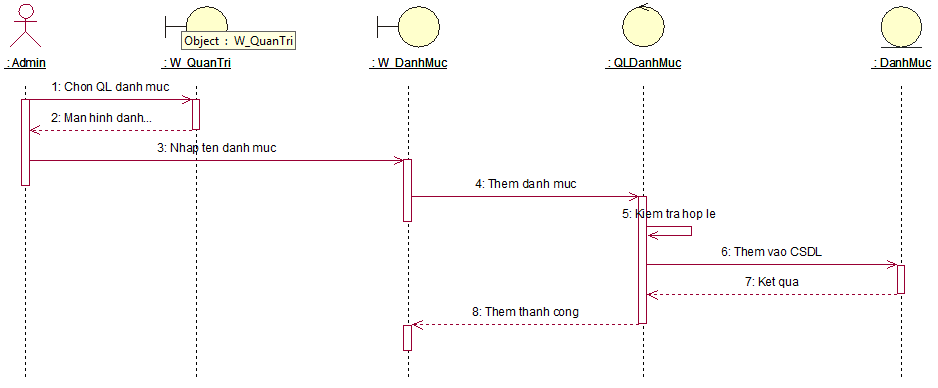 Object : W_QuanTri
: Admin
: W_QuanTri
: W_DanhMuc
: QLDanhMuc
: DanhMuc
1: Chon QL danh muc
2: Man hinh danh...
3: Nhap ten danh muc
4: Them danh muc
5: Kiem tra hop le
6: Them vao CSDL
7: Ket qua
8: Them thanh cong